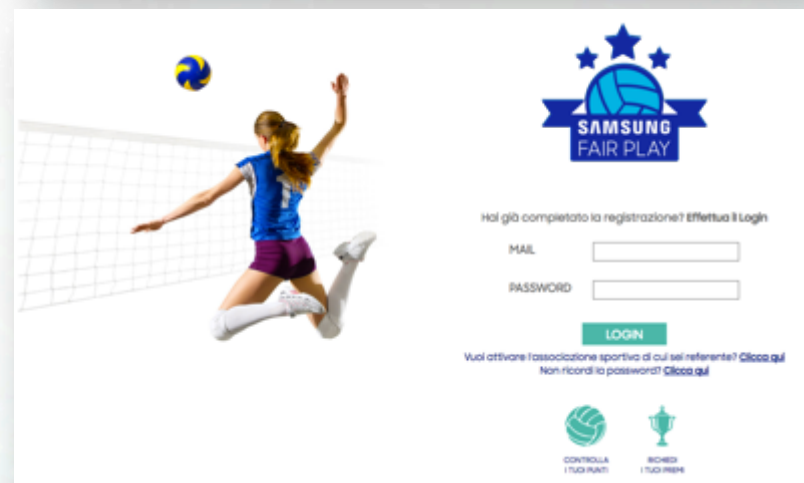 SAMSUNG
FAIR PLAY
Hai già completato la registrazione? Effettua il Login
MAIL
PASSWORD
LOGIN
Vuoi attivare l'associazione sportiva di cui sei referente? Clicca qui
Non ricordi la password? Clicca qui
CONTROLLA
I TUOI PUNTI
RICHIEDI
I TUOI PREMI